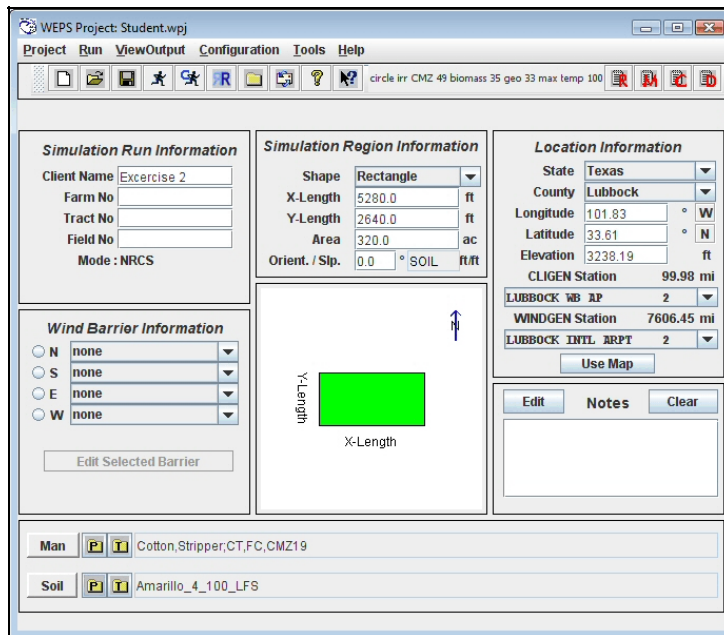 WEPS Project: Student.wpj
Project Run ViewOutput Configuration Tools Help
circle irr CMZ 49 biomass 35 geo 33 max temp 100
Simulation Run Information
Client Name Excercise 2
Farm No
Tract No
Field No
Mode : NRCS
Wind Barrier Information
N none
S none
E none
W none
Edit Selected Barrier
Simulation Region Information
Shape Rectangle
X-Length 5280.0 ft
Y-Length 2640.0 ft
Area 320.0 ac
Orient. / Slp. 0.0 ° SOIL ft/ft
N
Y-Length
X-Length
Location Information
State Texas
County Lubbock
Longitude 101.83 ° W
Latitude 33.61 ° N
Elevation 3238.19 ft
CLIGEN Station 99.98 mi
LUBBOCK WB AP 2
WINDGEN Station 7606.45 mi
LUBBOCK INTL ARPT 2
Use Map
Edit Notes Clear
Man P T Cotton,Stripper;CT,FC,CMZ19
Soil P T Amarillo_4_100_LFS